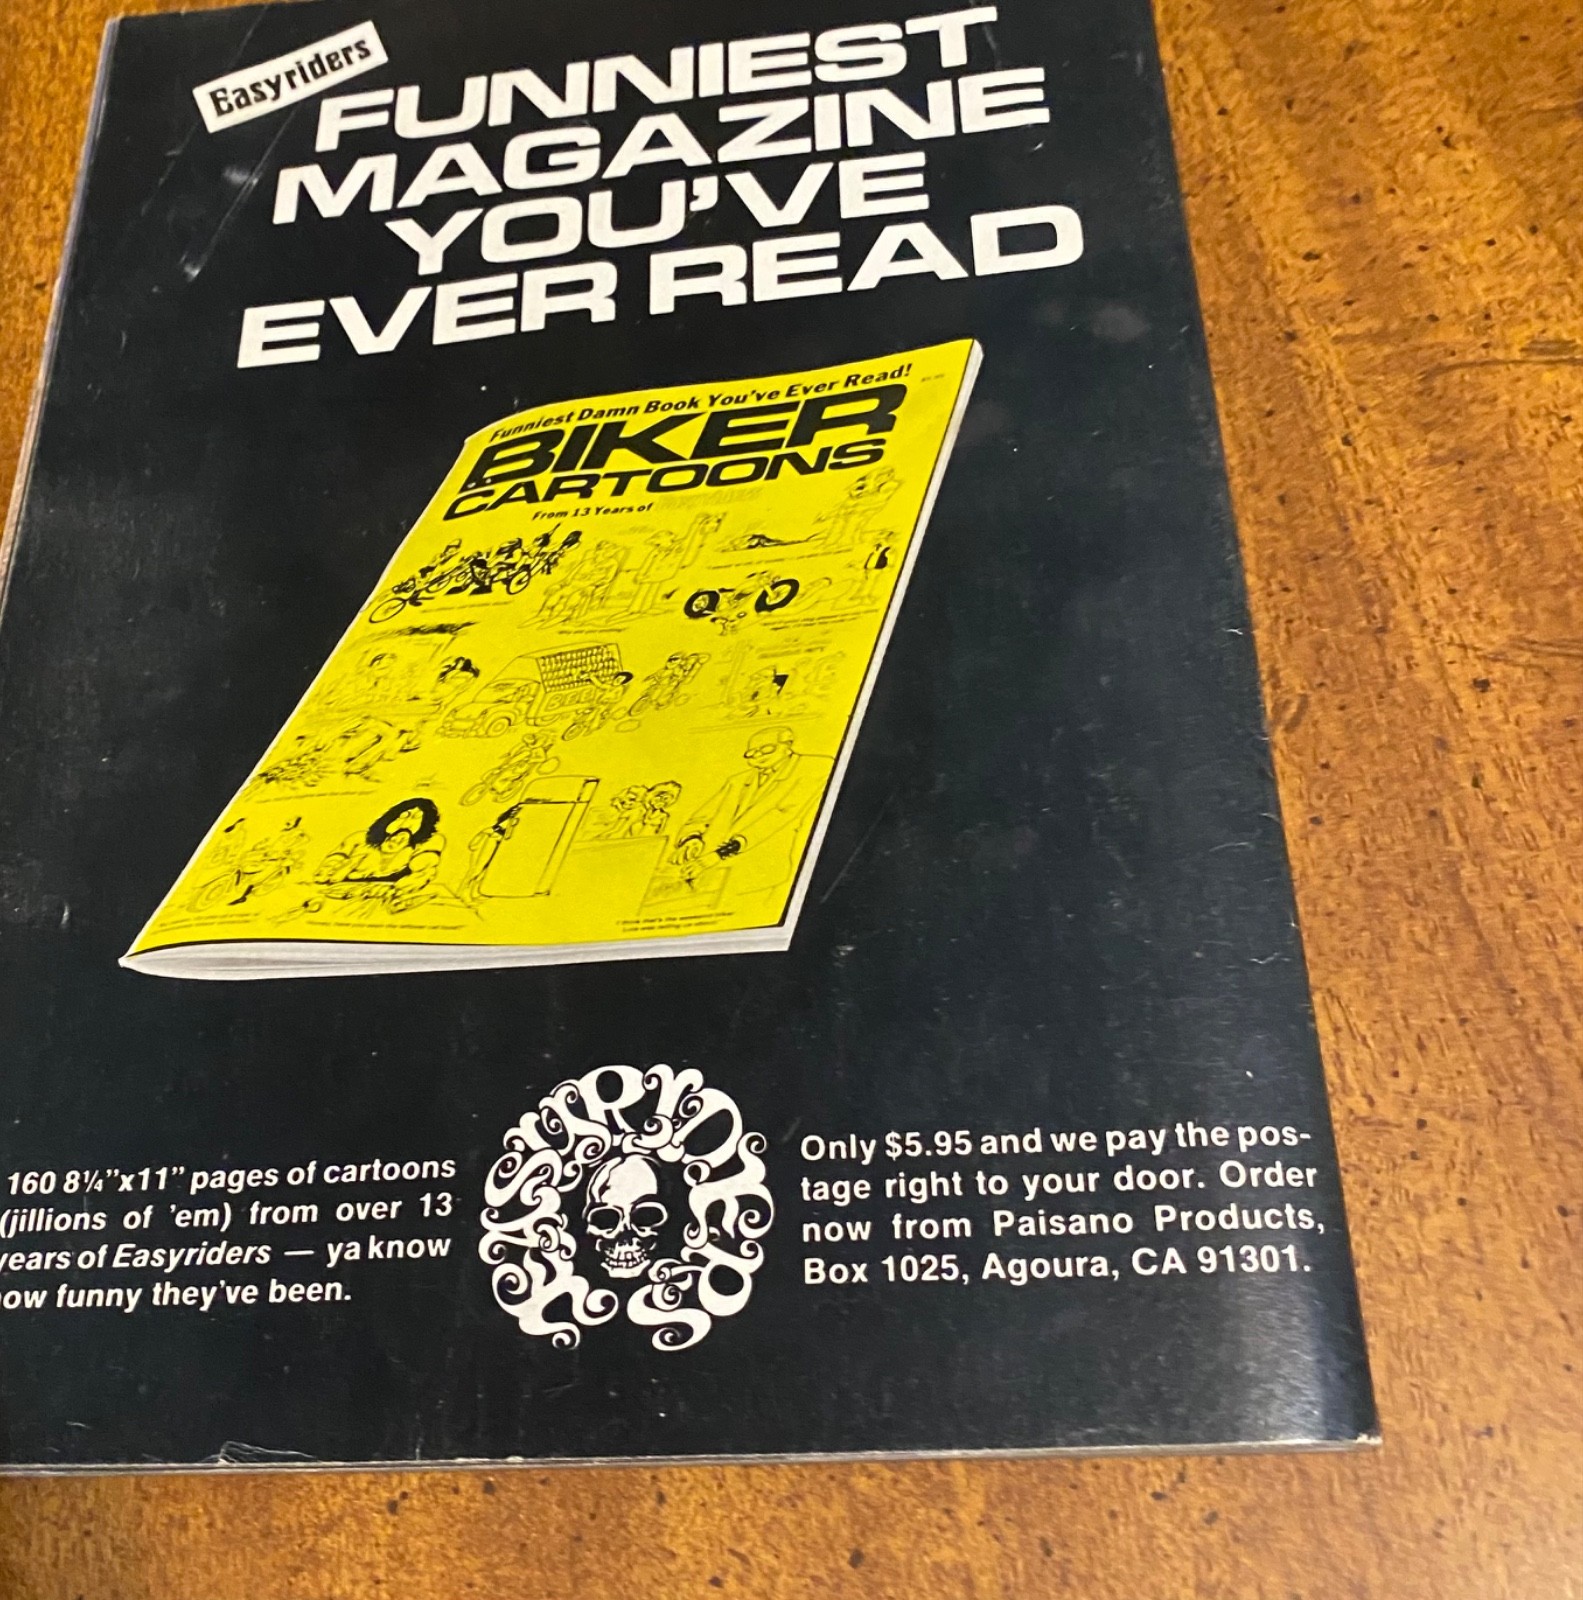 Easyriders
FUNNIEST
MAGAZINE
YOU'VE
EVER READ
Funniest Damn Book You've Ever Read!
BIKER
CARTOONS
From 13 Years of
160 8¼”x11” pages of cartoons
(jillions of ’em) from over 13
years of Easyriders — ya know
ow funny they’ve been.
EASYRIDERS
Only $5.95 and we pay the pos-
tage right to your door. Order
now from Paisano Products,
Box 1025, Agoura, CA 91301.